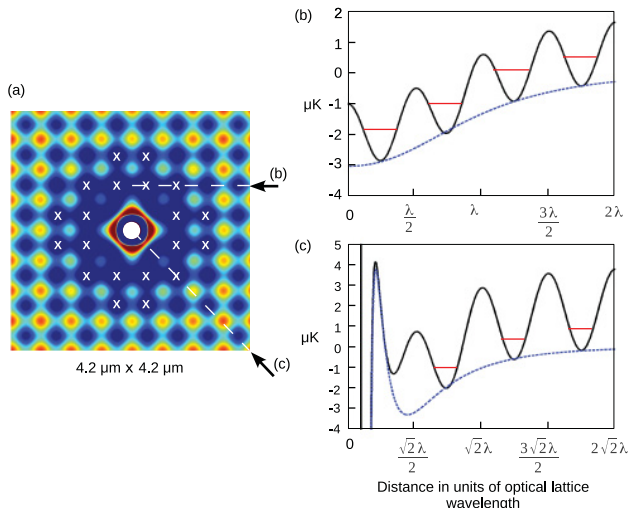 (a)
x x
x x x x
x x x x
x x x x
x x x x
x x
(b)
(c)
4.2 µm x 4.2 µm
(b)
2
1
0
µK
-1
-2
-3
-4
0
λ/2
λ
3λ/2
2λ
(c)
5
4
3
2
1
µK
0
-1
-2
-3
-4
0
√2λ/2
√2λ
3√2λ/2
2√2λ
Distance in units of optical lattice
wavelength